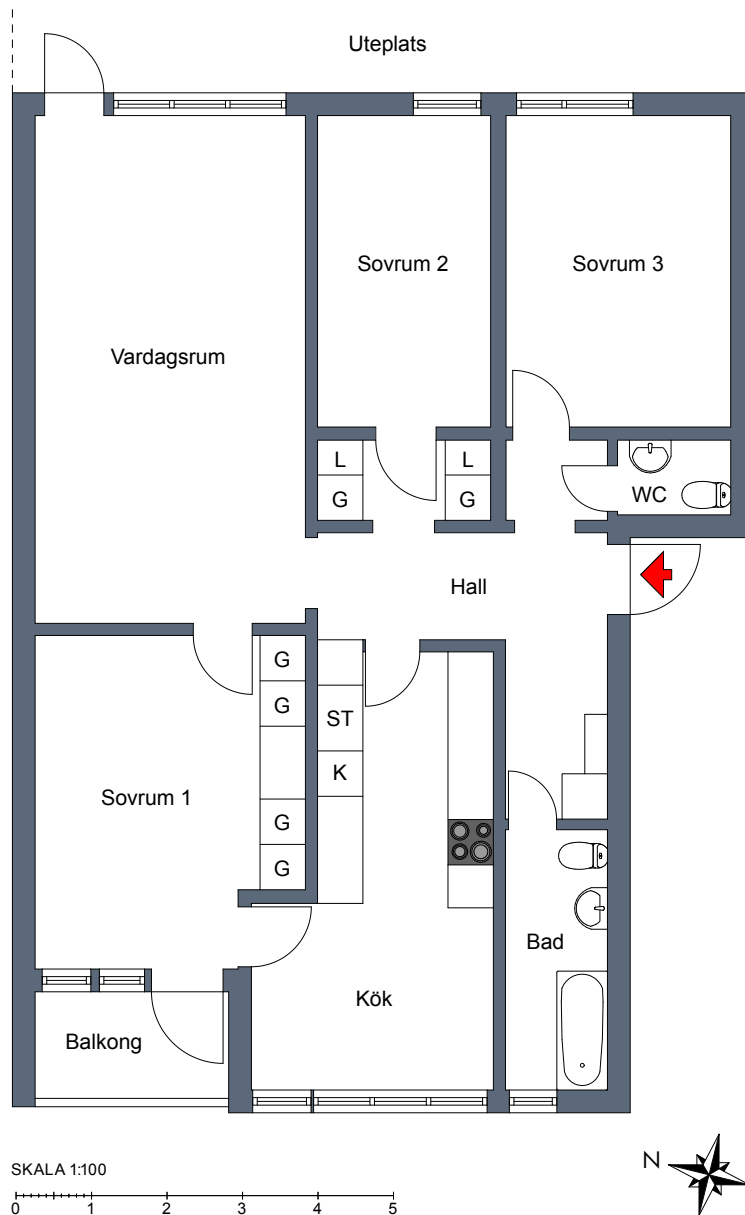 Uteplats
Sovrum 2
Sovrum 3
Vardagsrum
L
L
G
G
WC
Hall
G
G
ST
K
Sovrum 1
G
G
Bad
Kök
Balkong
N
SKALA 1:100
0 1 2 3 4 5